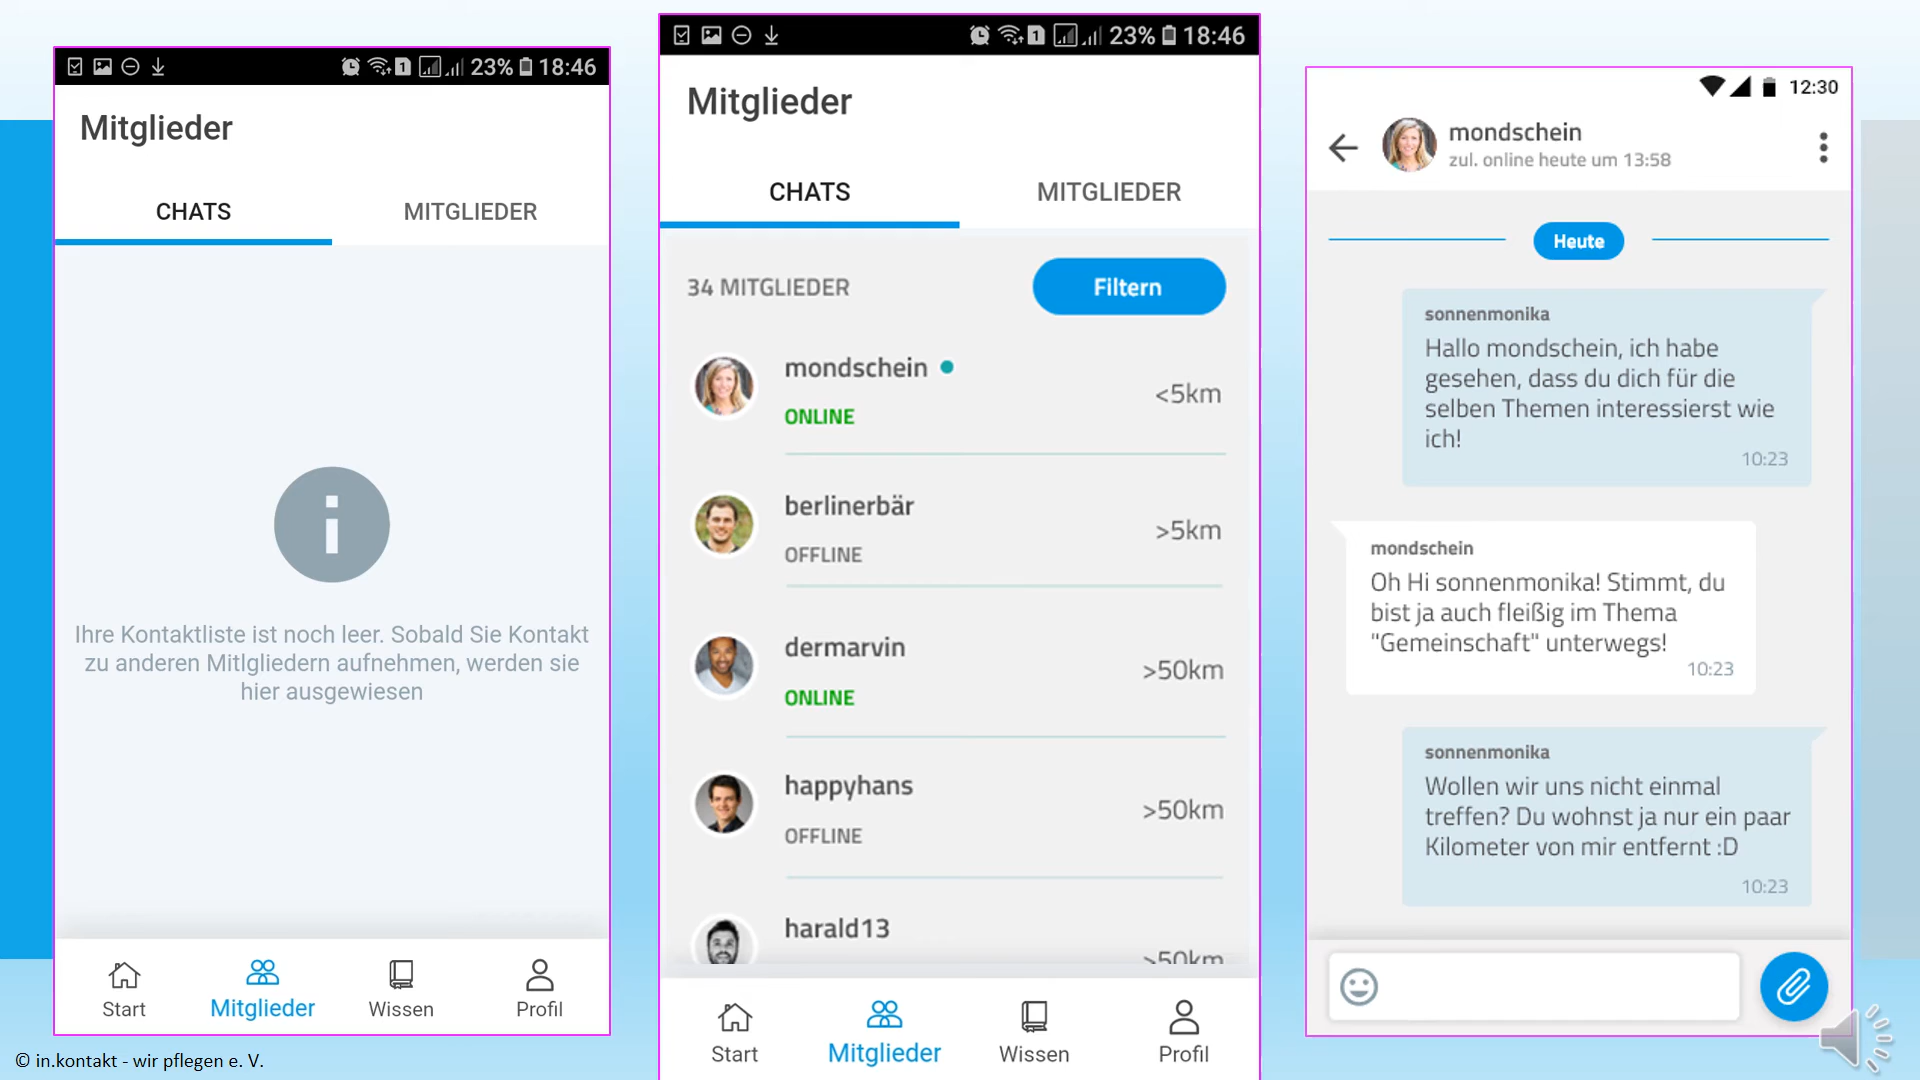 23% 18:46
Mitglieder
CHATS MITGLIEDER
Ihre Kontaktliste ist noch leer. Sobald Sie Kontakt
zu anderen Mitlgliedern aufnehmen, werden sie
hier ausgewiesen
Start Mitglieder Wissen Profil
© in.kontakt - wir pflegen e. V.
1 23% 18:46
Mitglieder
CHATS MITGLIEDER
34 MITGLIEDER Filtern
mondschein
<5km
ONLINE
berlinerbär
>5km
OFFLINE
dermarvin
>50km
ONLINE
happyhans
>50km
OFFLINE
harald13
>50km
Start Mitglieder Wissen Profil
12:30
mondschein
zul. online heute um 13:58
Heute
sonnenmonika
Hallo mondschein, ich habe
gesehen, dass du dich für die
selben Themen interessierst wie
ich!
10:23
mondschein
Oh Hi sonnenmonika! Stimmt, du
bist ja auch fleißig im Thema
"Gemeinschaft" unterwegs!
10:23
sonnenmonika
Wollen wir uns nicht einmal
treffen? Du wohnst ja nur ein paar
Kilometer von mir entfernt :D
10:23